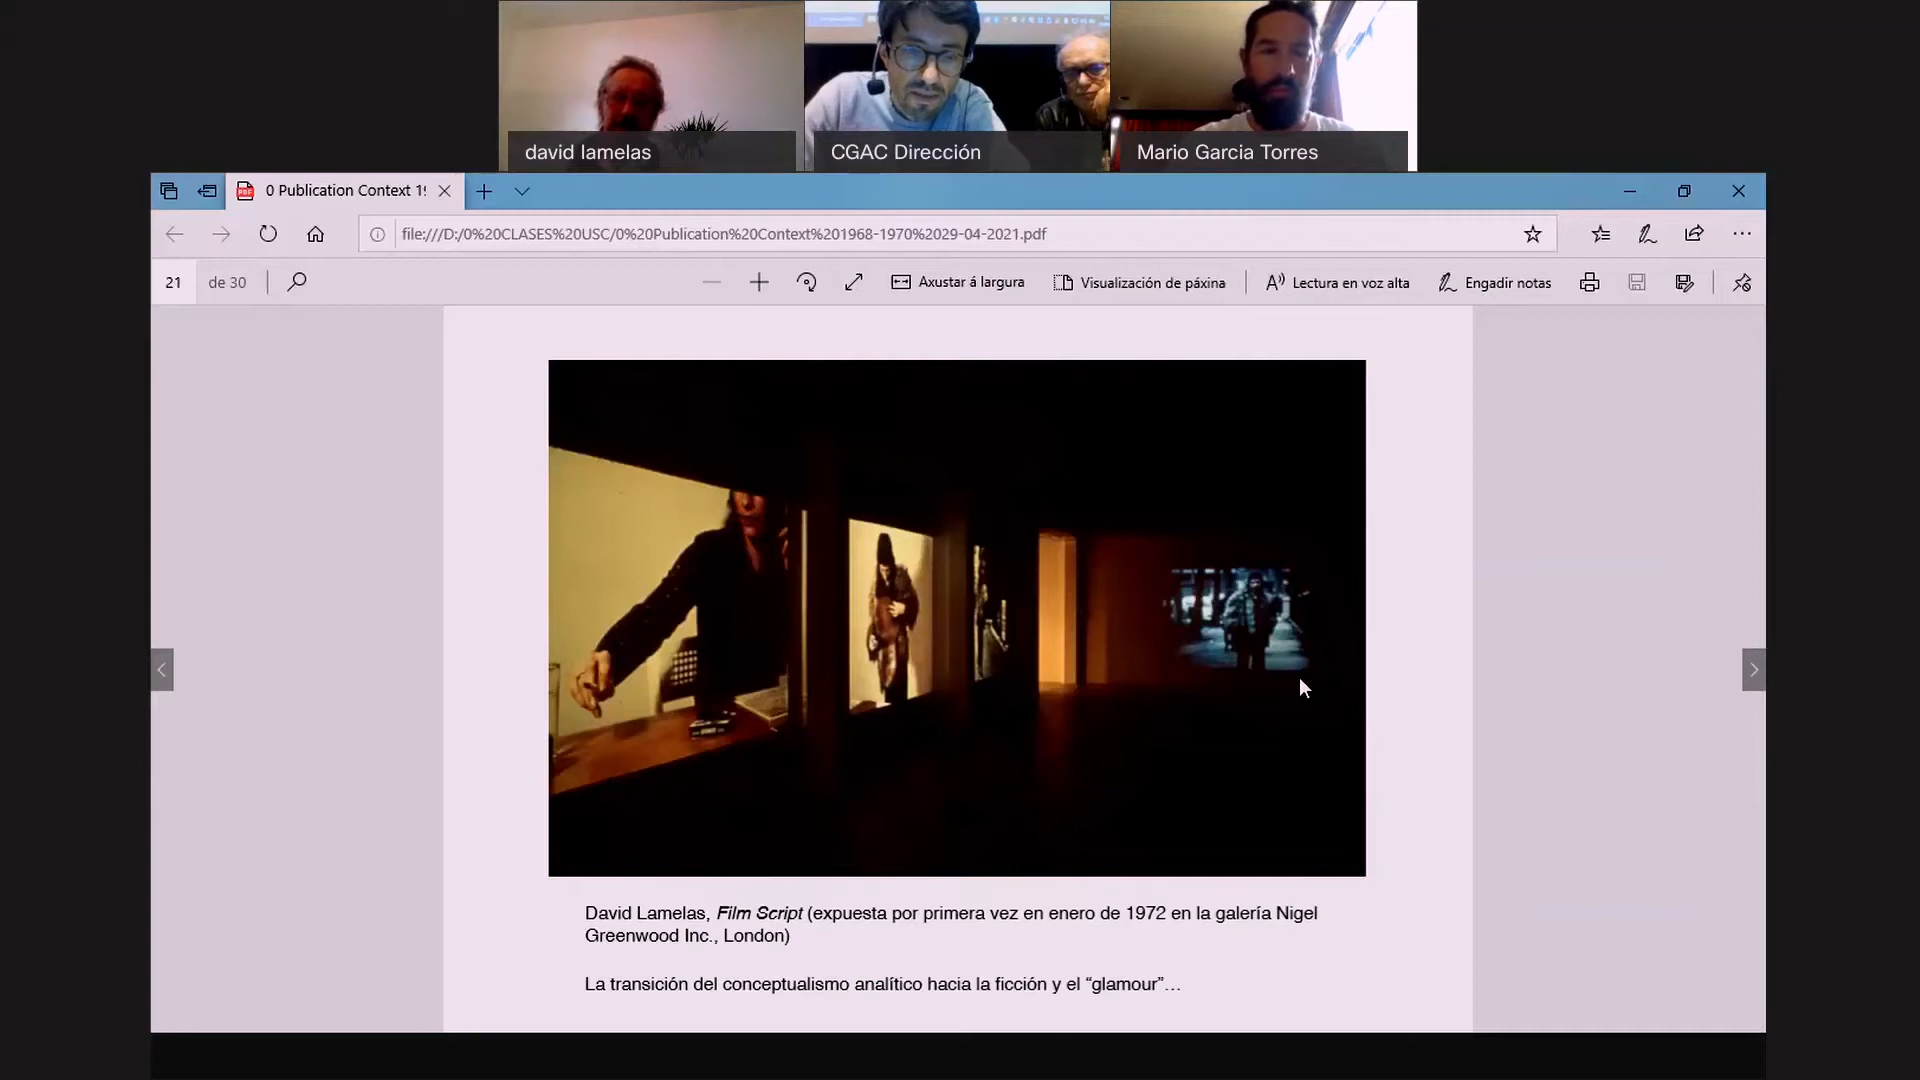 david lamelas
CGAC Dirección
Mario Garcia Torres
0 Publication Context 19
file:///D:/0%20CLASES%20USC/0%20Publication%20Context%201968-1970%2029-04-2021.pdf
21 de 30
Axustar á largura
Visualización de páxina
Lectura en voz alta
Engadir notas
David Lamelas, Film Script (expuesta por primera vez en enero de 1972 en la galería Nigel
Greenwood Inc., London)
La transición del conceptualismo analítico hacia la ficción y el “glamour”…